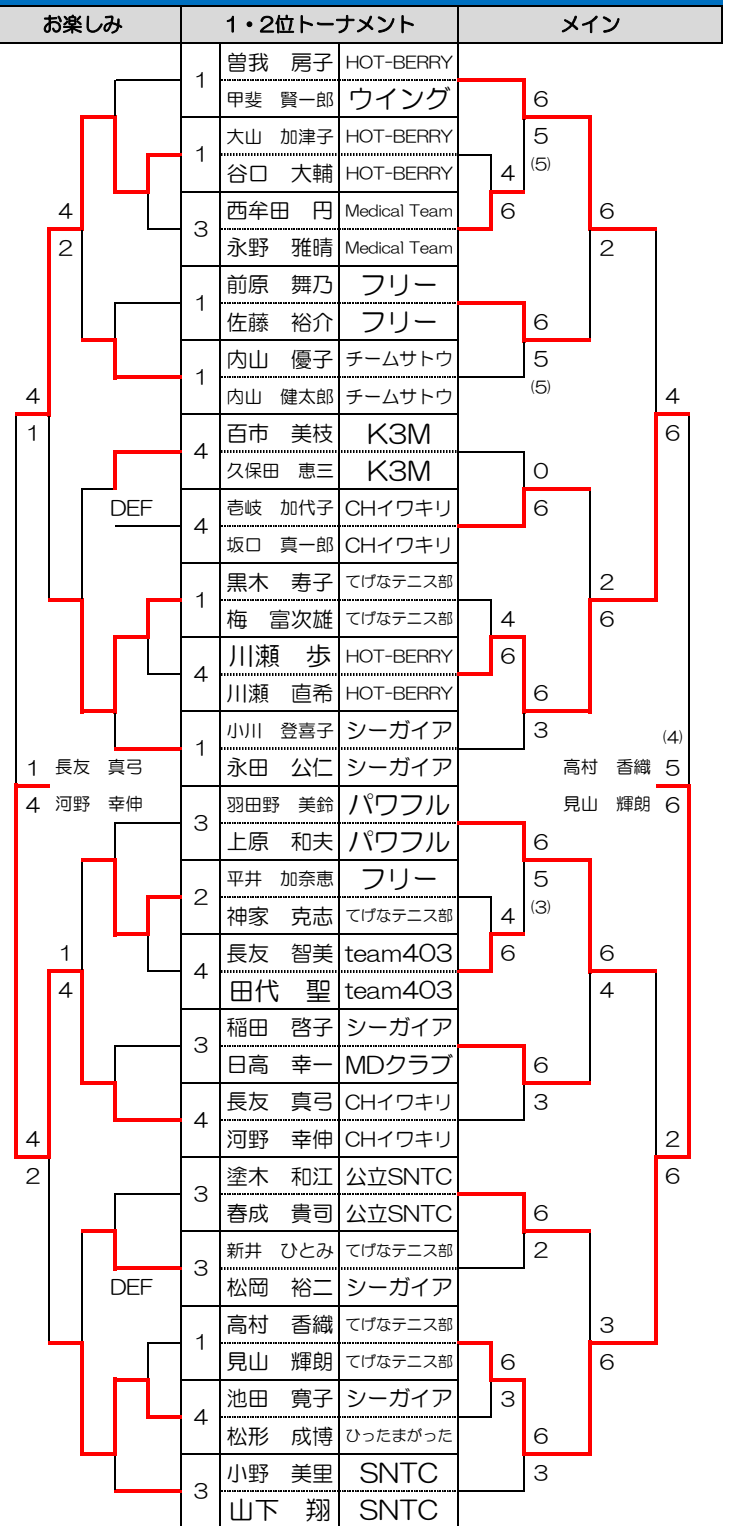 お楽しみ 1・2位トーナメント メイン
1 曽我 房子 HOT-BERRY
甲斐 賢一郎 ウイング 6
1 大山 加津子 HOT-BERRY 5
(5)
谷口 大輔 HOT-BERRY 4
4 3 西牟田 円 Medical Team 6 6
2 永野 雅晴 Medical Team 2
1 前原 舞乃 フリー
佐藤 裕介 フリー 6
1 内山 優子 チームサトウ 5
(5)
4 内山 健太郎 チームサトウ 4
1 4 百市 美枝 K3M 6
久保田 恵三 K3M 0
DEF 4 壱岐 加代子 CHイワキリ 6
坂口 真一郎 CHイワキリ
1 黒木 寿子 てげなテニス部 2
梅 富次雄 てげなテニス部 4 6
4 川瀬 歩 HOT-BERRY 6
川瀬 直希 HOT-BERRY 6
1 小川 登喜子 シーガイア 3
(4)
1 長友 真弓 永田 公仁 シーガイア 高村 香織 5
4 河野 幸伸 3 羽田野 美鈴 パワフル 見山 輝朗 6
上原 和夫 パワフル 6
2 平井 加奈恵 フリー 5
(3)
神家 克志 てげなテニス部 4
1 4 長友 智美 team403 6 6
4 田代 聖 team403 4
3 稲田 啓子 シーガイア
日高 幸一 MDクラブ 6
4 長友 真弓 CHイワキリ 3
4 河野 幸伸 CHイワキリ 2
2 3 塗木 和江 公立SNTC 6
春成 貴司 公立SNTC 6
3 新井 ひとみ てげなテニス部 2
DEF 松岡 裕二 シーガイア
1 高村 香織 てげなテニス部 3
見山 輝朗 てげなテニス部 6 6
4 池田 寛子 シーガイア 3
松形 成博 ひったまがった 6
3 小野 美里 SNTC 3
山下 翔 SNTC